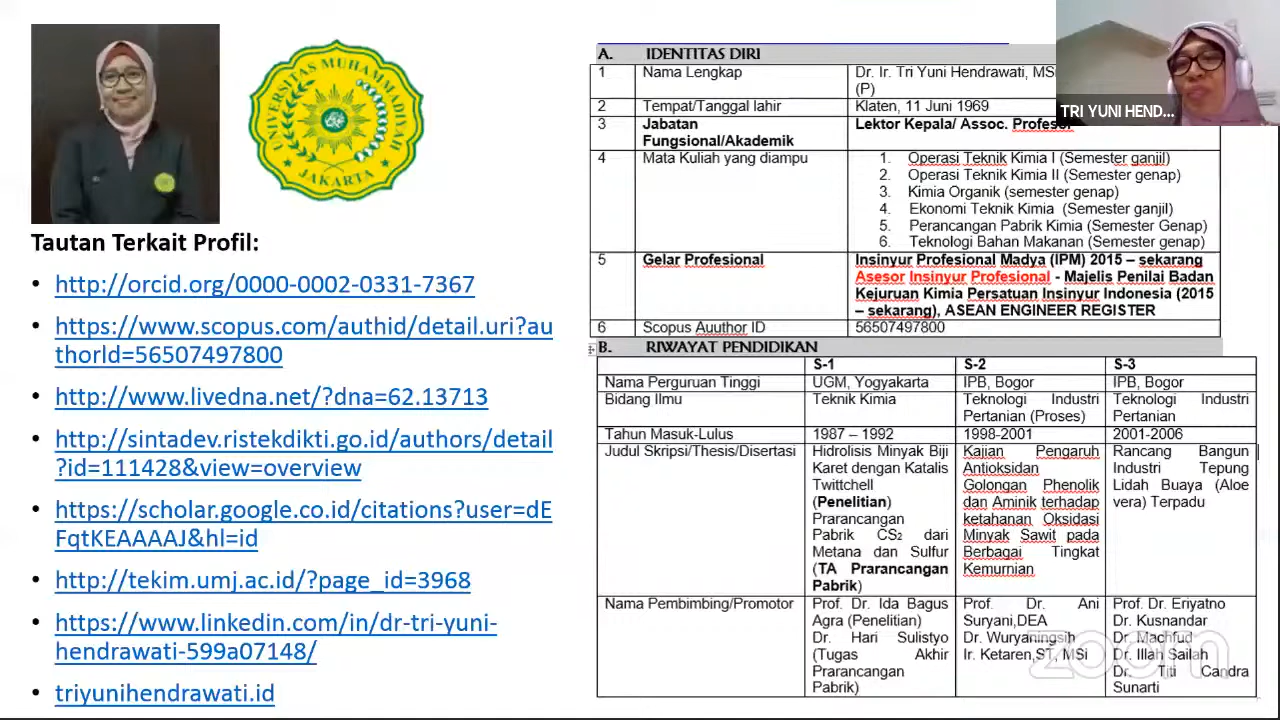 UNIVERSITAS MUHAMMADIYAH
JAKARTA
Tautan Terkait Profil:
• http://orcid.org/0000-0002-0331-7367
• https://www.scopus.com/authid/detail.uri?au
thorId=56507497800
• http://www.livedna.net/?dna=62.13713
• http://sintadev.ristekdikti.go.id/authors/detail
?id=111428&view=overview
• https://scholar.google.co.id/citations?user=dE
FqtKEAAAAJ&hl=id
• http://tekim.umj.ac.id/?page_id=3968
• https://www.linkedin.com/in/dr-tri-yuni-
hendrawati-599a07148/
• triyunihendrawati.id
A. IDENTITAS DIRI
1 Nama Lengkap Dr. Ir. Tri Yuni Hendrawati, MS
(P)
2 Tempat/Tanggal lahir Klaten, 11 Juni 1969
3 Jabatan Lektor Kepala/ Assoc. Profesor
Fungsional/Akademik
4 Mata Kuliah yang diampu 1. Operasi Teknik Kimia I (Semester ganjil)
2. Operasi Teknik Kimia II (Semester genap)
3. Kimia Organik (semester genap)
4. Ekonomi Teknik Kimia (Semester ganjil)
5. Perancangan Pabrik Kimia (Semester Genap)
6. Teknologi Bahan Makanan (Semester genap)
5 Gelar Profesional Insinyur Profesional Madya (IPM) 2015 – sekarang
Asesor Insinyur Profesional - Majelis Penilai Badan
Kejuruan Kimia Persatuan Insinyur Indonesia (2015
– sekarang), ASEAN ENGINEER REGISTER
6 Scopus Auuthor ID 56507497800
B. RIWAYAT PENDIDIKAN
S-1 S-2 S-3
Nama Perguruan Tinggi UGM, Yogyakarta IPB, Bogor IPB, Bogor
Bidang Ilmu Teknik Kimia Teknologi Industri Teknologi Industri
Pertanian (Proses) Pertanian
Tahun Masuk-Lulus 1987 – 1992 1998-2001 2001-2006
Judul Skripsi/Thesis/Disertasi Hidrolisis Minyak Biji Kajian Pengaruh Rancang Bangun
Karet dengan Katalis Antioksidan Industri Tepung
Twittchell Golongan Phenolik Lidah Buaya (Aloe
(Penelitian) dan Aminik terhadap vera) Terpadu
Prarancangan ketahanan Oksidasi
Pabrik CS₂ dari Minyak Sawit pada
Metana dan Sulfur Berbagai Tingkat
(TA Prarancangan Kemurnian
Pabrik)
Nama Pembimbing/Promotor Prof. Dr. Ida Bagus Prof. Dr. Ani Prof. Dr. Eriyatno
Agra (Penelitian) Suryani,DEA Dr. Kusnandar
Dr. Hari Sulistyo Dr. Wuryaningsih Dr. Machfud
(Tugas Akhir Ir. Ketaren,ST, MSi Dr. Illah Sailah
Prarancangan Dr. Titi Candra
Pabrik) Sunarti
TRI YUNI HEND...
zoom